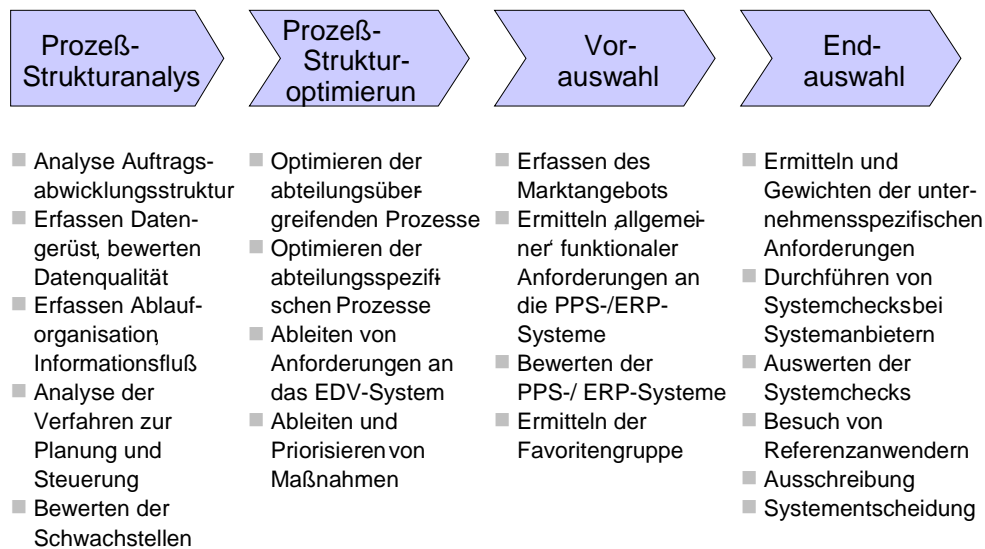 Prozeß-
Strukturanalys
Prozeß-
Struktur-
optimierun
Vor-
auswahl
End-
auswahl
Analyse Auftrags-
abwicklungsstruktur
Erfassen Daten-
gerüst, bewerten
Datenqualität
Erfassen Ablauf-
organisation,
Informationsfluß
Analyse der
Verfahren zur
Planung und
Steuerung
Bewerten der
Schwachstellen
Optimieren der
abteilungsüber-
greifenden Prozesse
Optimieren der
abteilungsspezifi-
schen Prozesse
Ableiten von
Anforderungen an
das EDV-System
Ableiten und
Priorisieren von
Maßnahmen
Erfassen des
Marktangebots
Ermitteln ‚allgemei-
ner‘ funktionaler
Anforderungen an
die PPS-/ERP-
Systeme
Bewerten der
PPS-/ ERP-Systeme
Ermitteln der
Favoritengruppe
Ermitteln und
Gewichten der unter-
nehmensspezifischen
Anforderungen
Durchführen von
Systemchecks bei
Systemanbietern
Auswerten der
Systemchecks
Besuch von
Referenzanwendern
Ausschreibung
Systementscheidung